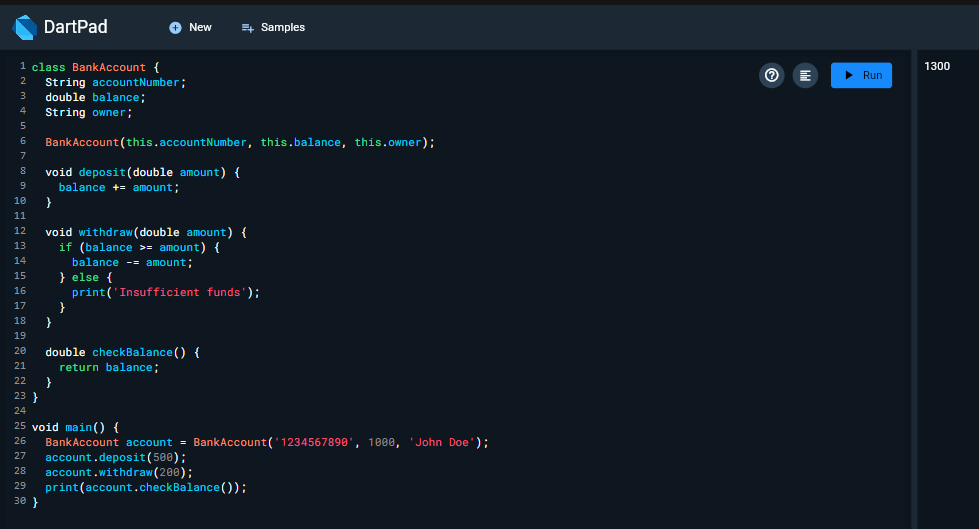 DartPad
New
Samples
1 class BankAccount {
2   String accountNumber;
3   double balance;
4   String owner;
5
6   BankAccount(this.accountNumber, this.balance, this.owner);
7
8   void deposit(double amount) {
9     balance += amount;
10   }
11
12   void withdraw(double amount) {
13     if (balance >= amount) {
14       balance -= amount;
15     } else {
16       print('Insufficient funds');
17     }
18   }
19
20   double checkBalance() {
21     return balance;
22   }
23 }
24
25 void main() {
26   BankAccount account = BankAccount('1234567890', 1000, 'John Doe');
27   account.deposit(500);
28   account.withdraw(200);
29   print(account.checkBalance());
30 }
Run
1300